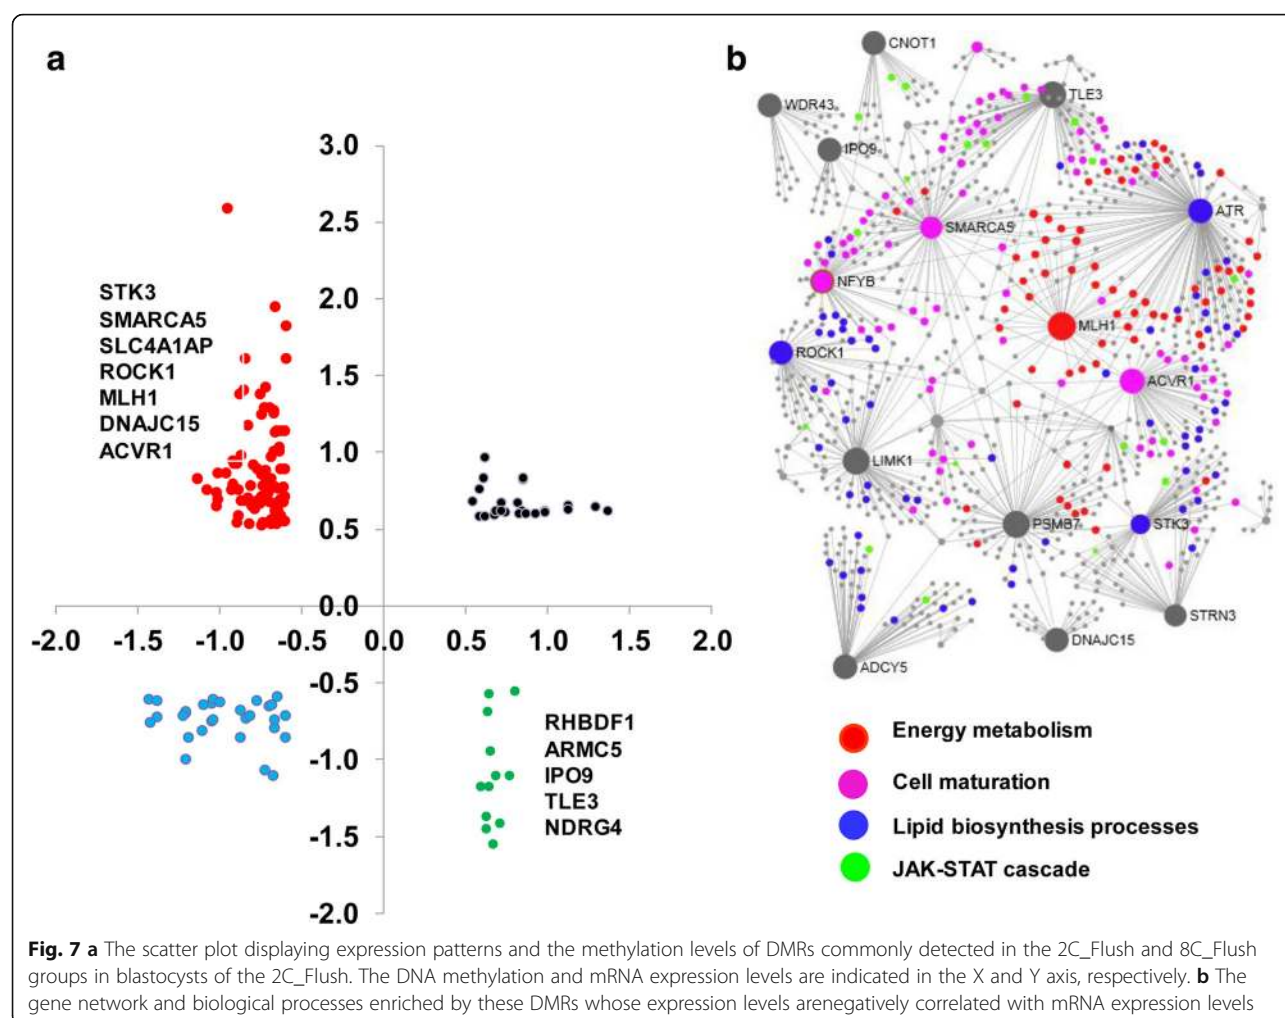 a
3.0
2.5
2.0
1.5
1.0
0.5
0.0
-0.5
-1.0
-1.5
-2.0
-2.0 -1.5 -1.0 -0.5 0.0 0.5 1.0 1.5 2.0
STK3
SMARCA5
SLC4A1AP
ROCK1
MLH1
DNAJC15
ACVR1
RHBDF1
ARMC5
IPO9
TLE3
NDRG4
b
CNOT1
TLE3
WDR43
IPO9
ATR
SMARCA5
NFYB
MLH1
ROCK1
ACVR1
LIMK1
PSMB7
STK3
STRN3
DNAJC15
ADCY5
Energy metabolism
Cell maturation
Lipid biosynthesis processes
JAK-STAT cascade
Fig. 7 a The scatter plot displaying expression patterns and the methylation levels of DMRs commonly detected in the 2C_Flush and 8C_Flush
groups in blastocysts of the 2C_Flush. The DNA methylation and mRNA expression levels are indicated in the X and Y axis, respectively. b The
gene network and biological processes enriched by these DMRs whose expression levels arenegatively correlated with mRNA expression levels